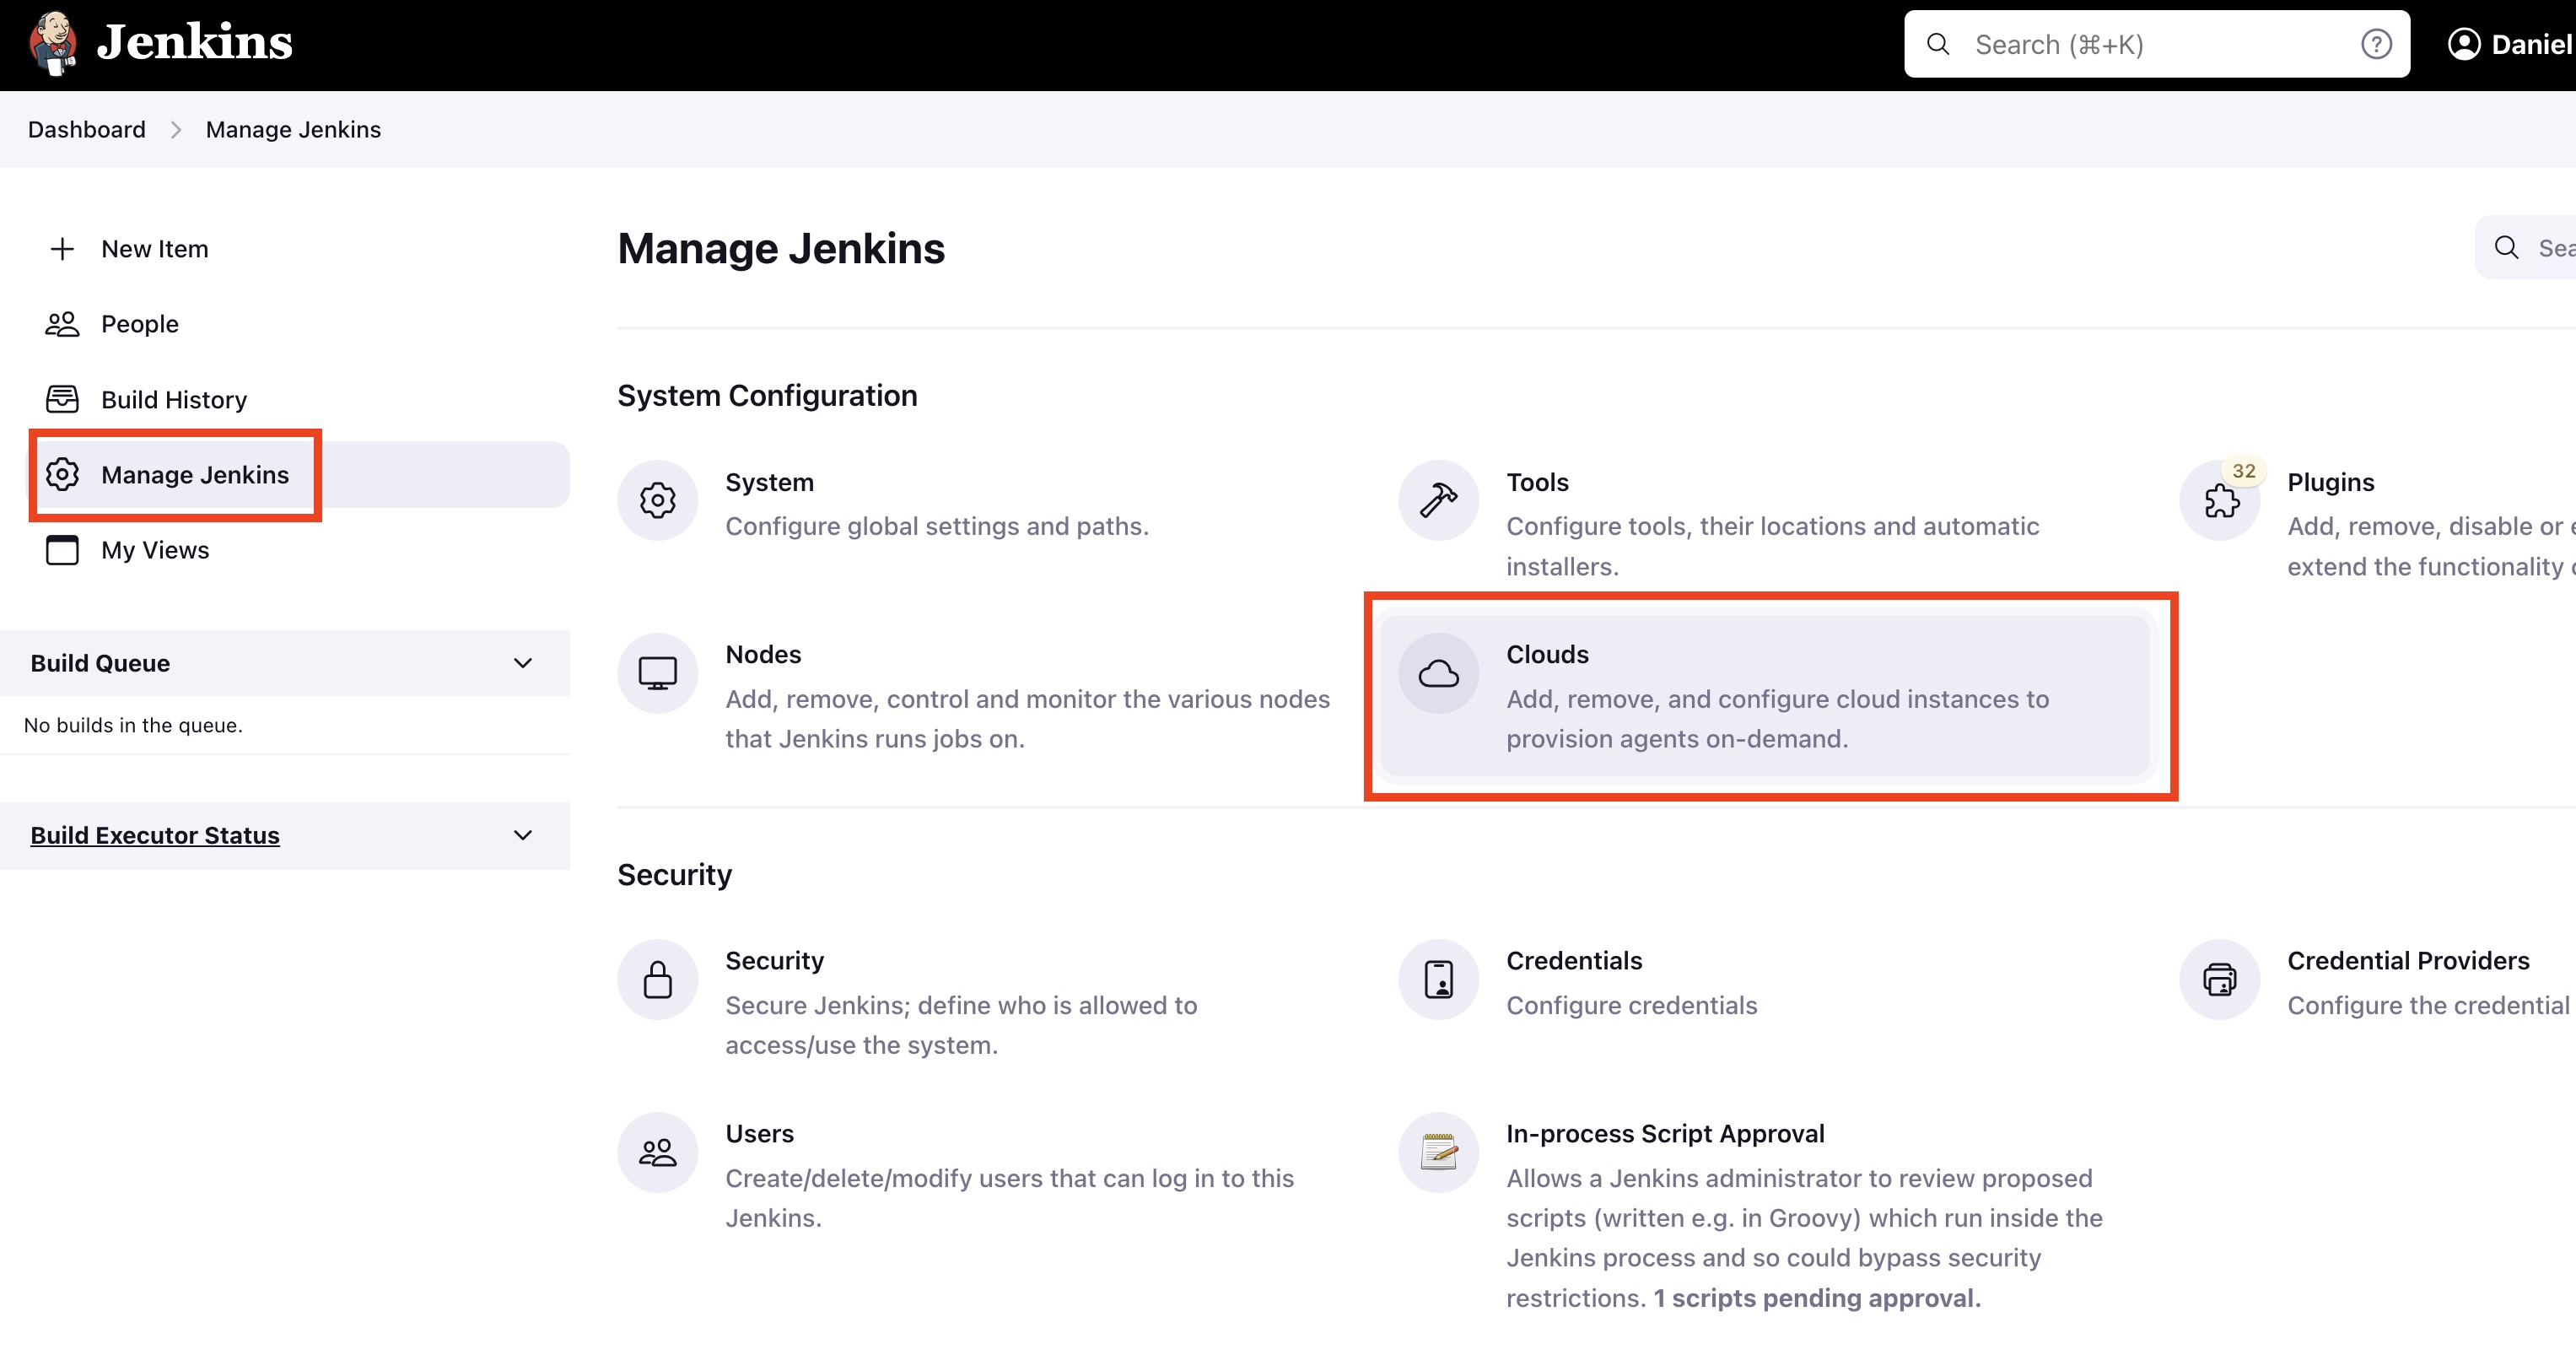 Jenkins
Search (⌘+K)
Daniel
Dashboard
Manage Jenkins
New Item
People
Build History
Manage Jenkins
My Views
Build Queue
No builds in the queue.
Build Executor Status
Manage Jenkins
System Configuration
System
Configure global settings and paths.
Tools
Configure tools, their locations and automatic
installers.
32
Plugins
Add, remove, disable or
extend the functionality
Nodes
Add, remove, control and monitor the various nodes
that Jenkins runs jobs on.
Clouds
Add, remove, and configure cloud instances to
provision agents on-demand.
Security
Security
Secure Jenkins; define who is allowed to
access/use the system.
Credentials
Configure credentials
Credential Providers
Configure the credential
Users
Create/delete/modify users that can log in to this
Jenkins.
In-process Script Approval
Allows a Jenkins administrator to review proposed
scripts (written e.g. in Groovy) which run inside the
Jenkins process and so could bypass security
restrictions. 1 scripts pending approval.